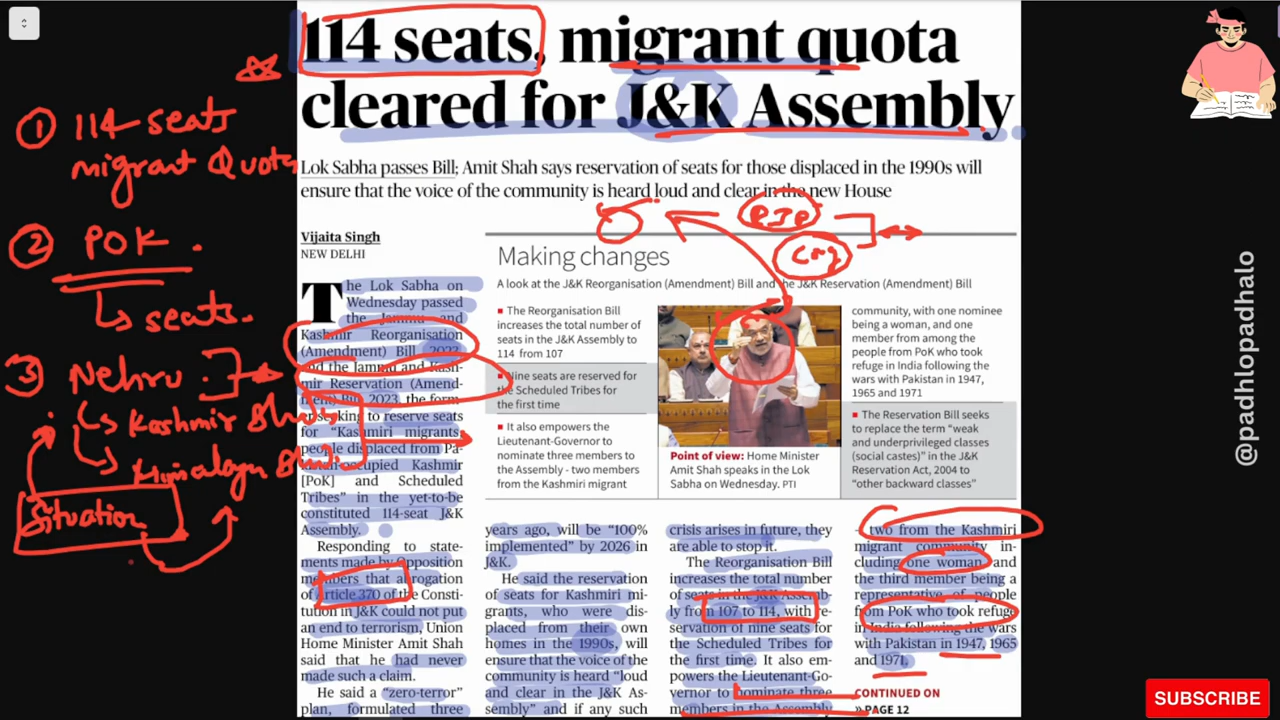 114 seats, migrant quota
cleared for J&K Assembly
Lok Sabha passes Bill; Amit Shah says reservation of seats for those displaced in the 1990s will
ensure that the voice of the community is heard loud and clear in the new House
① 114 seats
migrant Quota
② POK.
seats.
③ Nehru.
Kashmir
Himalayan
Situation
Vijaita Singh
NEW DELHI
The Lok Sabha on
Wednesday passed
the Jammu and
Kashmir Reorganisation
(Amendment) Bill, 2023
and the Jammu and Kash-
mir Reservation (Amend-
ment) Bill, 2023, the form-
er seeking to reserve seats
for “Kashmiri migrants,
people displaced from Pa-
kistan-occupied Kashmir
[PoK] and Scheduled
Tribes” in the yet-to-be
constituted 114-seat J&K
Assembly.
Responding to state-
ments made by Opposition
members that abrogation
of Article 370 of the Consti-
tution in J&K could not put
an end to terrorism, Union
Home Minister Amit Shah
said that he had never
made such a claim.
He said a “zero-terror”
plan, formulated three
Making changes
A look at the J&K Reorganisation (Amendment) Bill and the J&K Reservation (Amendment) Bill
■ The Reorganisation Bill
increases the total number of
seats in the J&K Assembly to
114 from 107
■ Nine seats are reserved for
the Scheduled Tribes for
the first time
■ It also empowers the
Lieutenant-Governor to
nominate three members to
the Assembly - two members
from the Kashmiri migrant
Point of view: Home Minister
Amit Shah speaks in the Lok
Sabha on Wednesday. PTI
community, with one nominee
being a woman, and one
member from among the
people from PoK who took
refuge in India following the
wars with Pakistan in 1947,
1965 and 1971
■ The Reservation Bill seeks
to replace the term “weak
and underprivileged classes
(social castes)” in the J&K
Reservation Act, 2004 to
“other backward classes”
years ago, will be “100%
implemented” by 2026 in
J&K.
He said the reservation
of seats for Kashmiri mi-
grants, who were dis-
placed from their own
homes in the 1990s, will
ensure that the voice of the
community is heard “loud
and clear in the J&K As-
sembly” and if any such
crisis arises in future, they
are able to stop it.
The Reorganisation Bill
increases the total number
of seats in the J&K Assemb-
ly from 107 to 114, with re-
servation of nine seats for
the Scheduled Tribes for
the first time. It also em-
powers the Lieutenant-Go-
vernor to nominate three
members in the Assembly
- two from the Kashmiri
migrant community in-
cluding one woman and
the third member being a
representative of people
from PoK who took refuge
in India following the wars
with Pakistan in 1947, 1965
and 1971.
CONTINUED ON
» PAGE 12
@padhlopadhalo
SUBSCRIBE